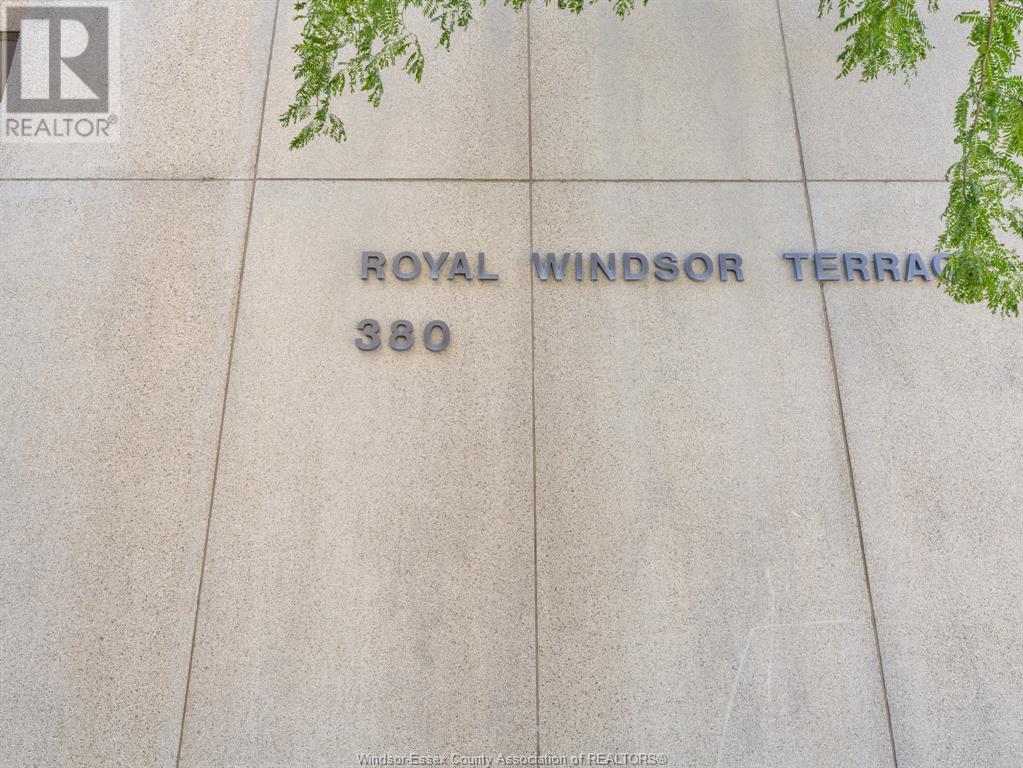 REALTOR®
ROYAL WINDSOR TERRAC
380
Windsor-Essex County Association of REALTORS®